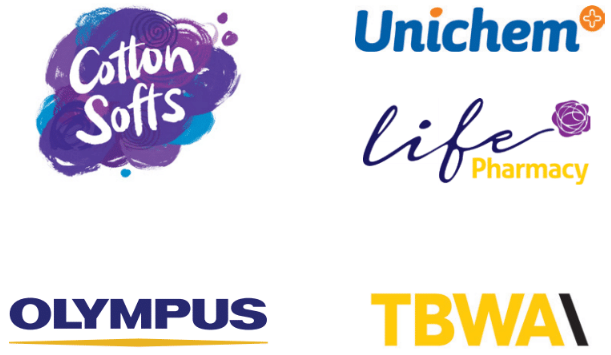 Cotton
Softs
Unichem
life
Pharmacy
OLYMPUS
TBWA\